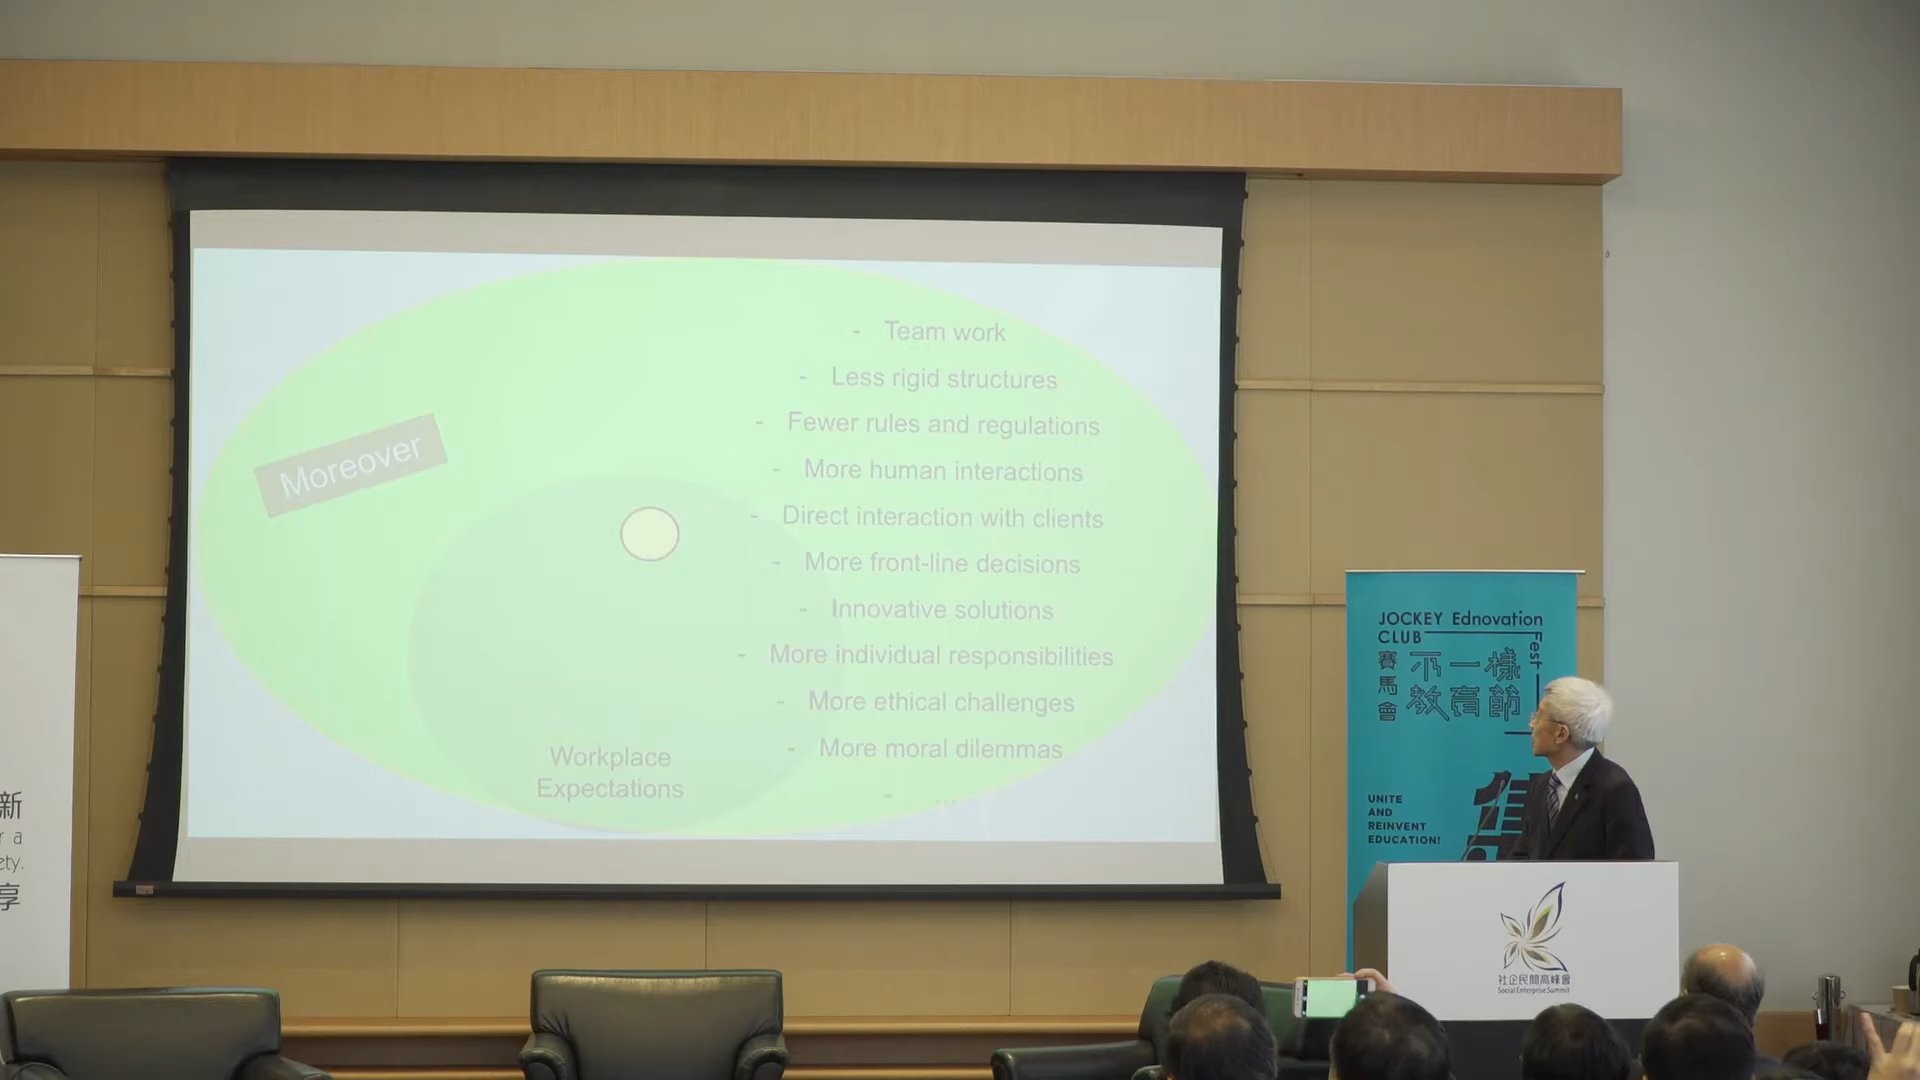 Moreover
- Team work
- Less rigid structures
- Fewer rules and regulations
- More human interactions
- Direct interaction with clients
- More front-line decisions
- Innovative solutions
- More individual responsibilities
- More ethical challenges
- More moral dilemmas
- ...
Workplace
Expectations
新
r a
ety.
享
JOCKEY Ednovation
CLUB Fest
賽馬會
不一樣
教育節
UNITE
AND
REINVENT
EDUCATION!
社企民間高峰會
Social Enterprise Summit